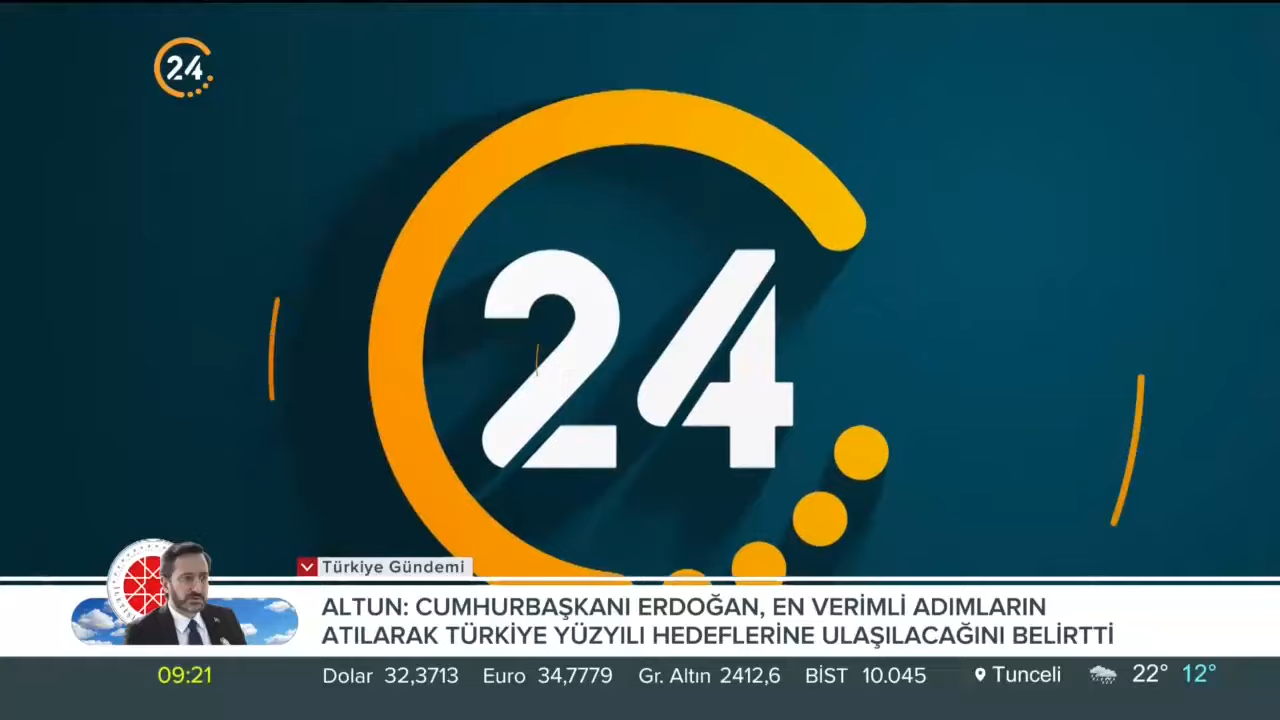 24
24
Türkiye Gündemi
ALTUN: CUMHURBAŞKANI ERDOĞAN, EN VERİMLİ ADIMLARIN
ATILARAK TÜRKİYE YÜZYILI HEDEFLERİNE ULAŞILACAĞINI BELİRTTİ
09:21 Dolar 32,3713 Euro 34,7779 Gr. Altın 2412,6 BİST 10.045 Tunceli 22° 12°